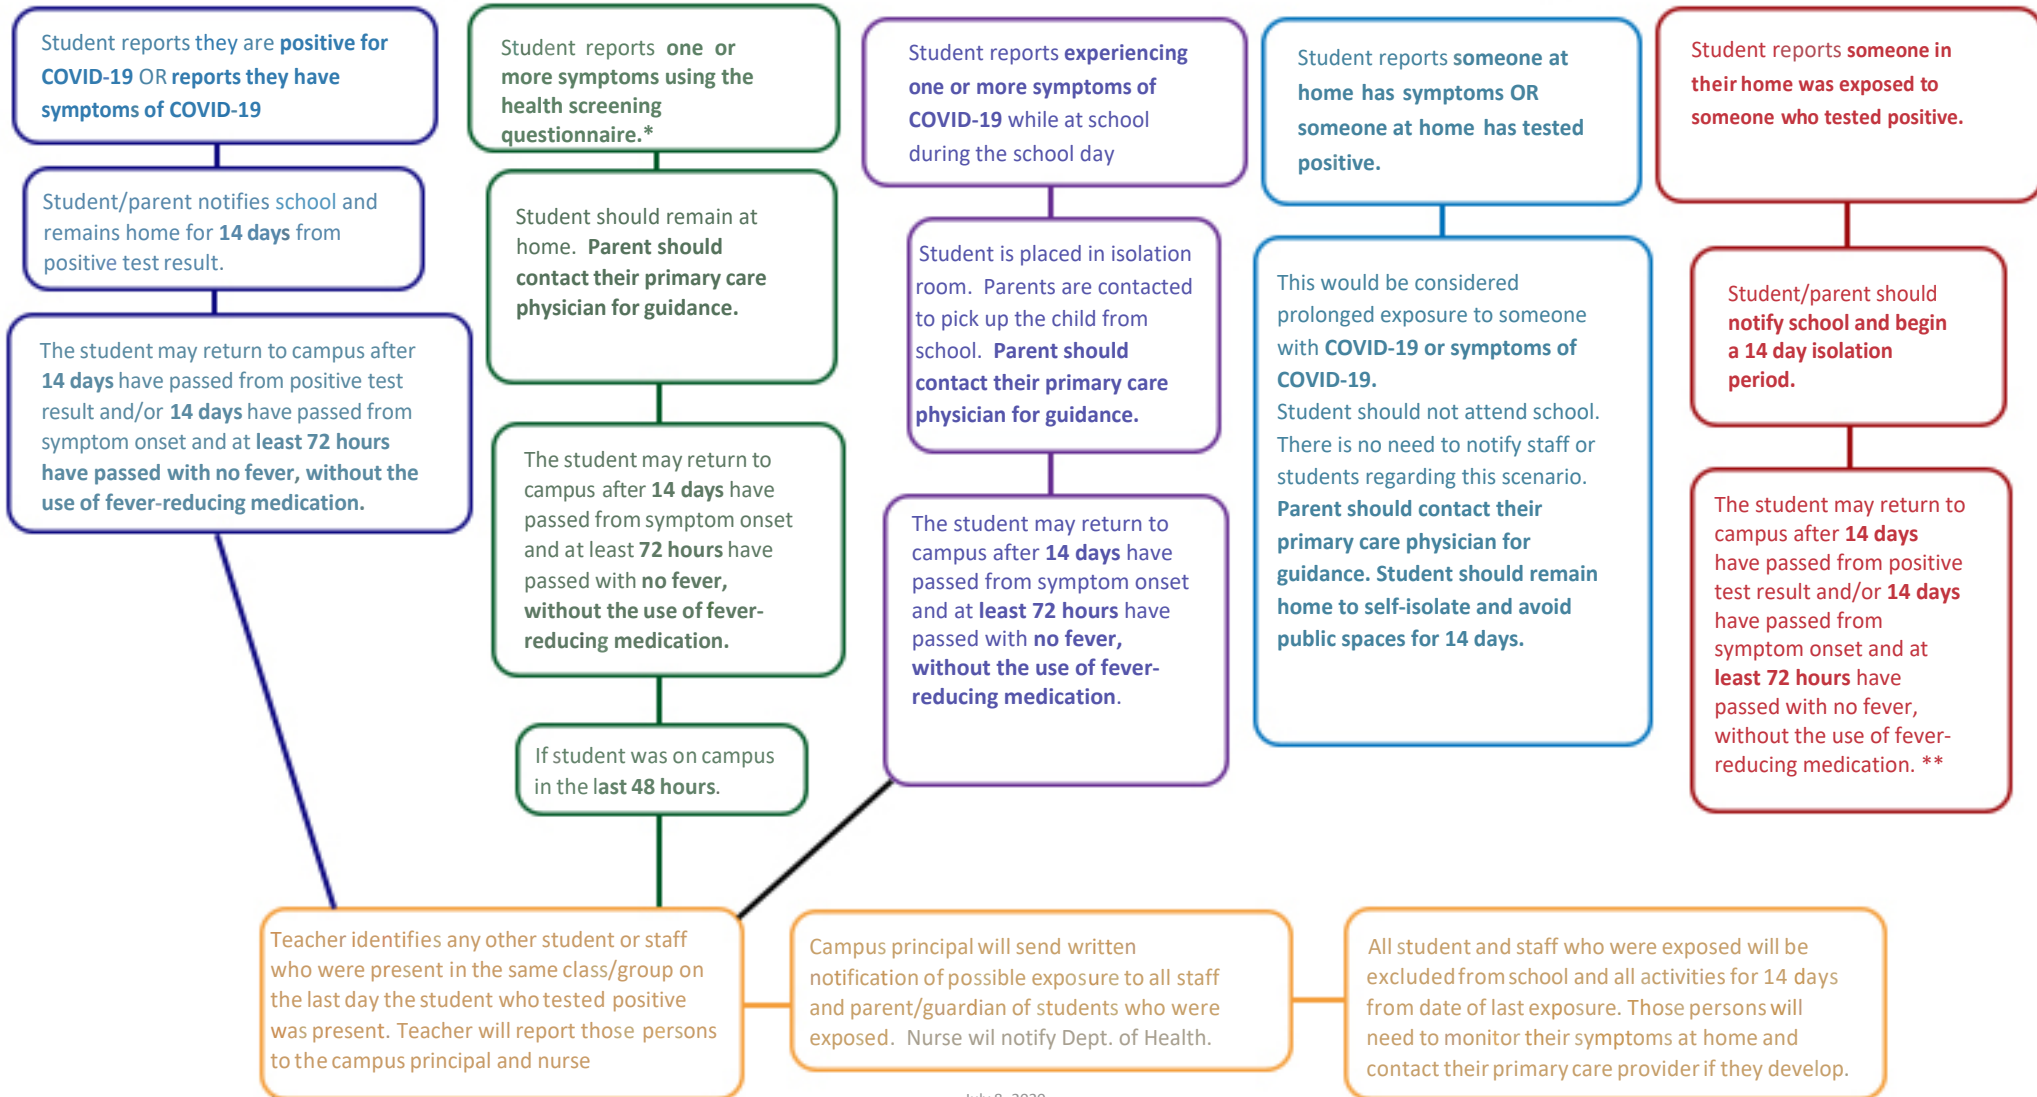 Student reports they are positive for
COVID-19 OR reports they have
symptoms of COVID-19
Student/parent notifies school and
remains home for 14 days from
positive test result.
The student may return to campus after
14 days have passed from positive test
result and/or 14 days have passed from
symptom onset and at least 72 hours
have passed with no fever, without the
use of fever-reducing medication.
Student reports one or
more symptoms using the
health screening
questionnaire.*
Student should remain at
home. Parent should
contact their primary care
physician for guidance.
The student may return to
campus after 14 days have
passed from symptom onset
and at least 72 hours have
passed with no fever,
without the use of fever-
reducing medication.
If student was on campus
in the last 48 hours.
Student reports experiencing
one or more symptoms of
COVID-19 while at school
during the school day
Student is placed in isolation
room. Parents are contacted
to pick up the child from
school. Parent should
contact their primary care
physician for guidance.
The student may return to
campus after 14 days have
passed from symptom onset
and at least 72 hours have
passed with no fever,
without the use of fever-
reducing medication.
Student reports someone at
home has symptoms OR
someone at home has tested
positive.
This would be considered
prolonged exposure to someone
with COVID-19 or symptoms of
COVID-19.
Student should not attend school.
There is no need to notify staff or
students regarding this scenario.
Parent should contact their
primary care physician for
guidance. Student should remain
home to self-isolate and avoid
public spaces for 14 days.
Student reports someone in
their home was exposed to
someone who tested positive.
Student/parent should
notify school and begin
a 14 day isolation
period.
The student may return to
campus after 14 days
have passed from positive
test result and/or 14 days
have passed from
symptom onset and at
least 72 hours have
passed with no fever,
without the use of fever-
reducing medication. **
Teacher identifies any other student or staff
who were present in the same class/group on
the last day the student who tested positive
was present. Teacher will report those persons
to the campus principal and nurse
Campus principal will send written
notification of possible exposure to all staff
and parent/guardian of students who were
exposed. Nurse wil notify Dept. of Health.
All student and staff who were exposed will be
excluded from school and all activities for 14 days
from date of last exposure. Those persons will
need to monitor their symptoms at home and
contact their primary care provider if they develop.
July 8, 2020